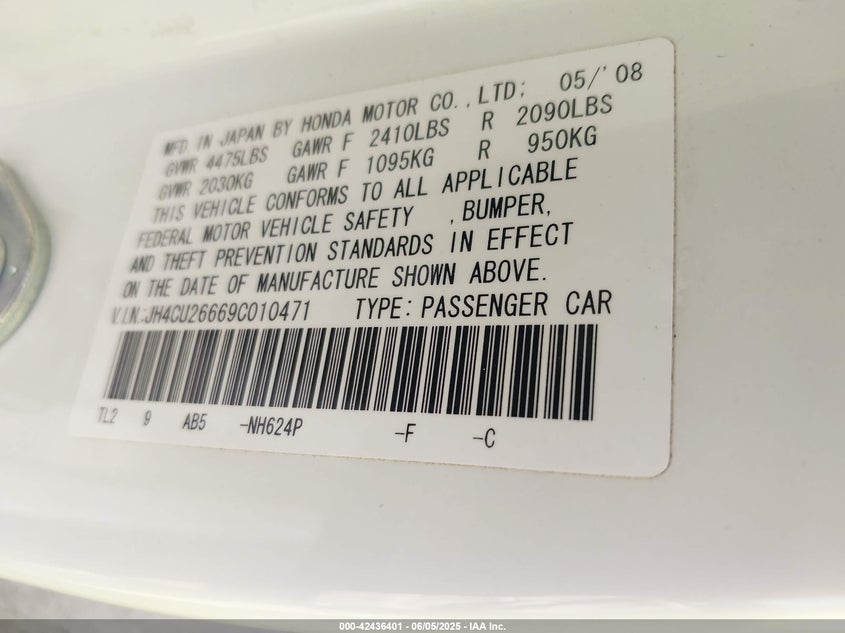 MFD. IN JAPAN BY HONDA MOTOR CO.,LTD; 05/'08
GVWR 4475LBS GAWR F 2410LBS R 2090LBS
GVWR 2030KG GAWR F 1095KG R 950KG
THIS VEHICLE CONFORMS TO ALL APPLICABLE
FEDERAL MOTOR VEHICLE SAFETY , BUMPER,
AND THEFT PREVENTION STANDARDS IN EFFECT
ON THE DATE OF MANUFACTURE SHOWN ABOVE.
V.I.N.:JH4CU26669C010471 TYPE: PASSENGER CAR
TL2 9 AB5 -NH624P -F -C
000-42436401 - 06/05/2025 - IAA Inc.